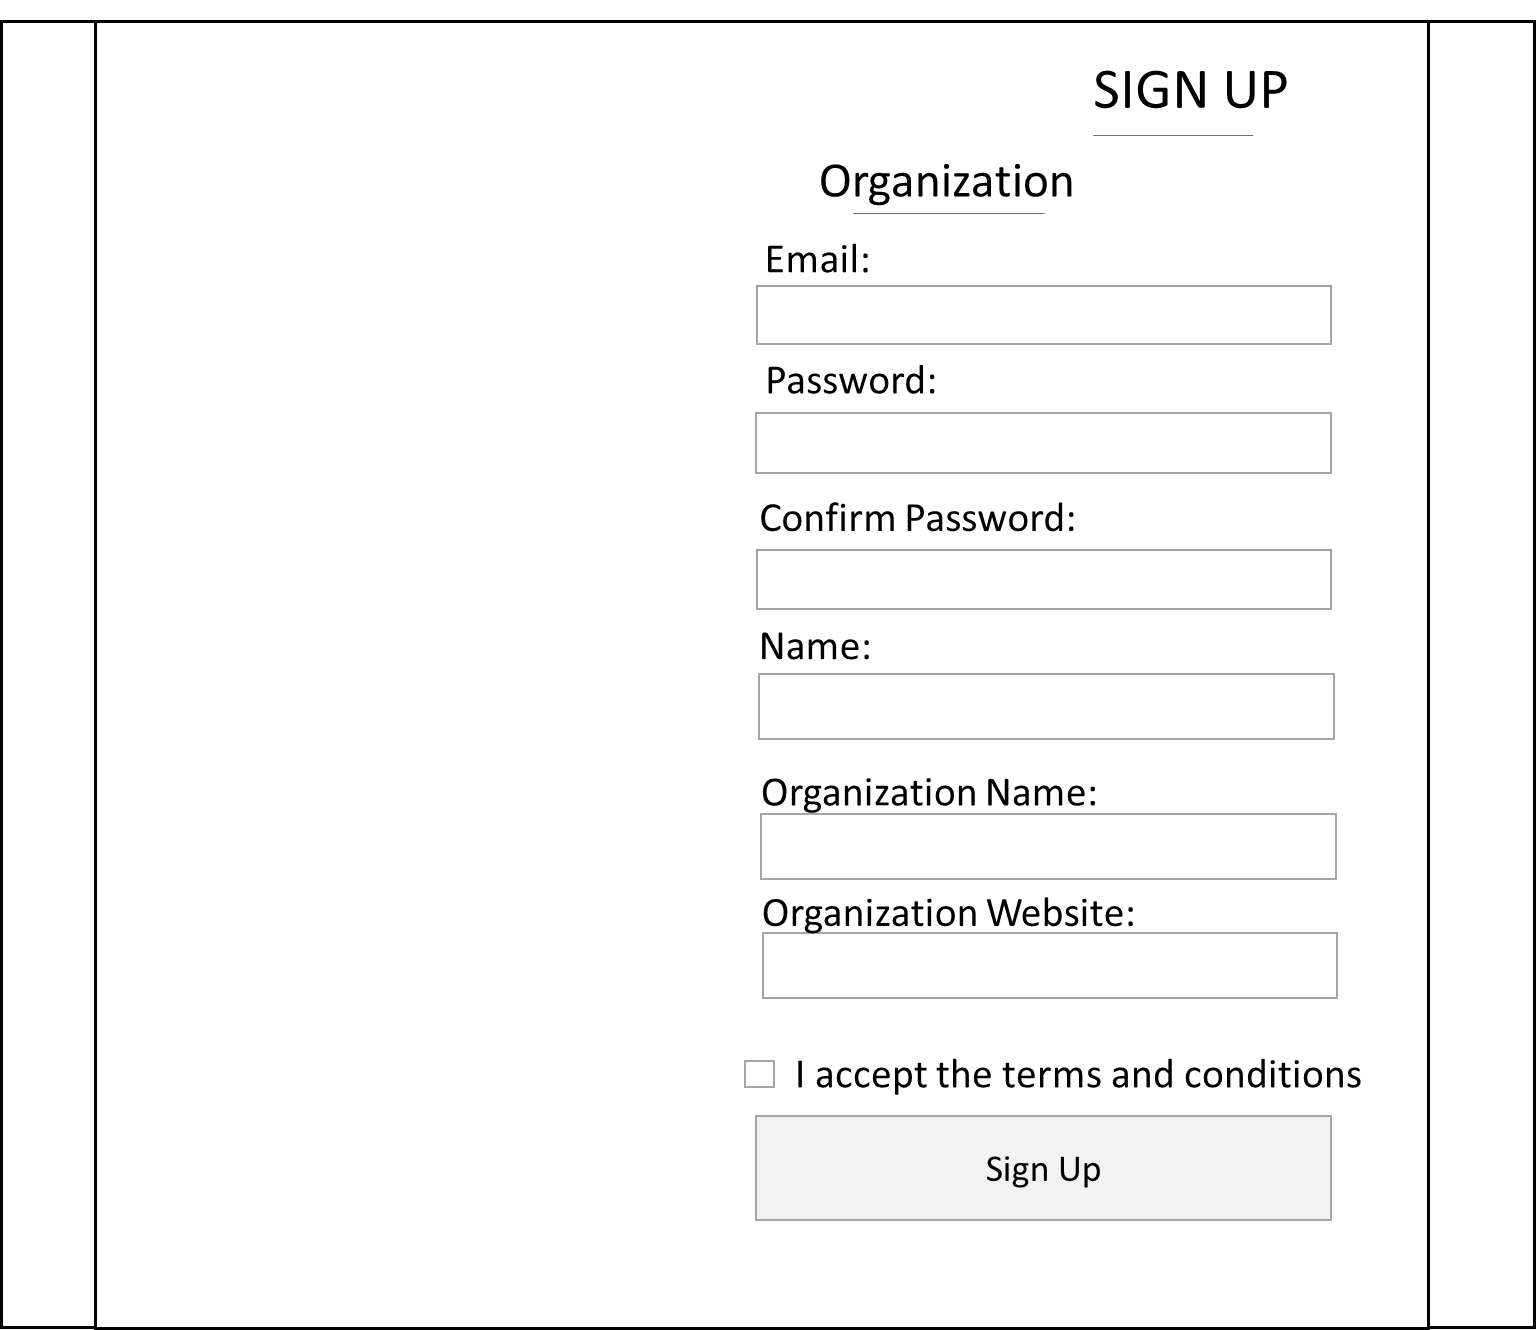 SIGN UP
Organization
Email:
Password:
Confirm Password:
Name:
Organization Name:
Organization Website:
I accept the terms and conditions
Sign Up